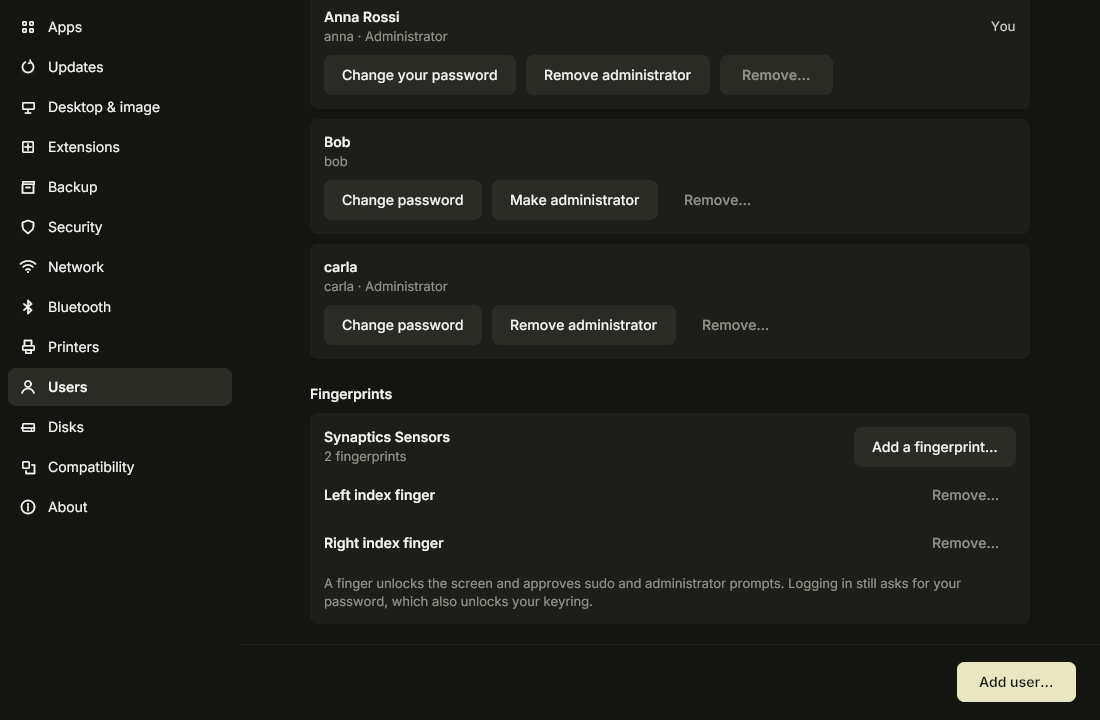 Apps
Updates
Desktop & image
Extensions
Backup
Security
Network
Bluetooth
Printers
Users
Disks
Compatibility
About
Anna Rossi
anna · Administrator
You
Change your password
Remove administrator
Remove...
Bob
bob
Change password
Make administrator
Remove...
carla
carla · Administrator
Change password
Remove administrator
Remove...
Fingerprints
Synaptics Sensors
2 fingerprints
Add a fingerprint...
Left index finger
Remove...
Right index finger
Remove...
A finger unlocks the screen and approves sudo and administrator prompts. Logging in still asks for your
password, which also unlocks your keyring.
Add user...